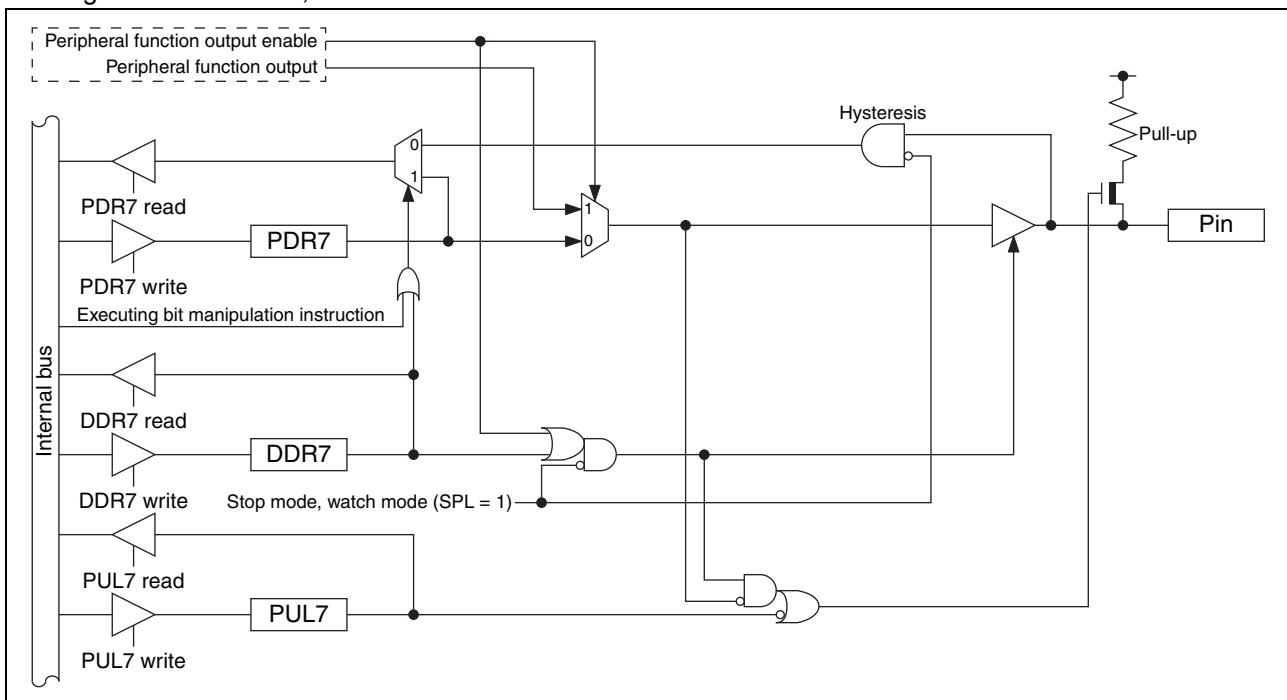 Peripheral function output enable
Peripheral function output
Hysteresis
Pull-up
0
1
PDR7 read
1
0
PDR7
Pin
PDR7 write
Executing bit manipulation instruction
Internal bus
DDR7 read
DDR7
DDR7 write
Stop mode, watch mode (SPL = 1)
PUL7 read
PUL7
PUL7 write